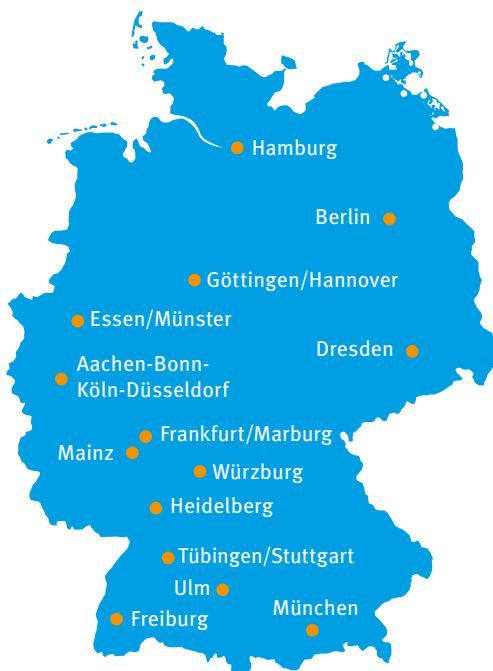 Hamburg
Berlin
Göttingen/Hannover
Essen/Münster
Dresden
Aachen-Bonn-
Köln-Düsseldorf
Frankfurt/Marburg
Mainz
Würzburg
Heidelberg
Tübingen/Stuttgart
Ulm
München
Freiburg